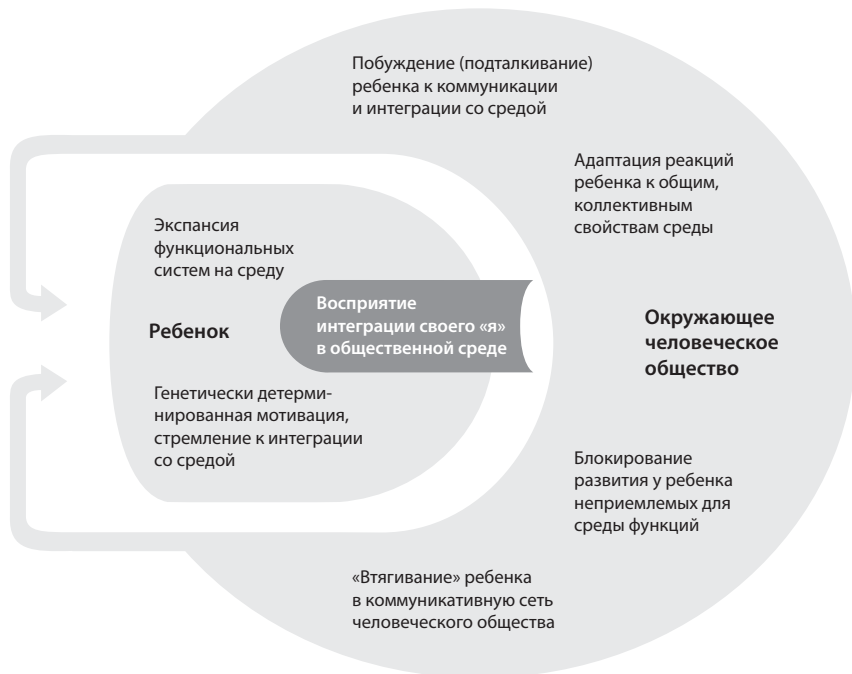 Побуждение (подталкивание)
ребенка к коммуникации
и интеграции со средой
Адаптация реакций
ребенка к общим,
коллективным
свойствам среды
Экспансия
функциональных
систем на среду
Ребенок
Восприятие
интеграции своего «я»
в общественной среде
Окружающее
человеческое
общество
Генетически детерми-
нированная мотивация,
стремление к интеграции
со средой
Блокирование
развития у ребенка
неприемлемых для
среды функций
«Втягивание» ребенка
в коммуникативную сеть
человеческого общества